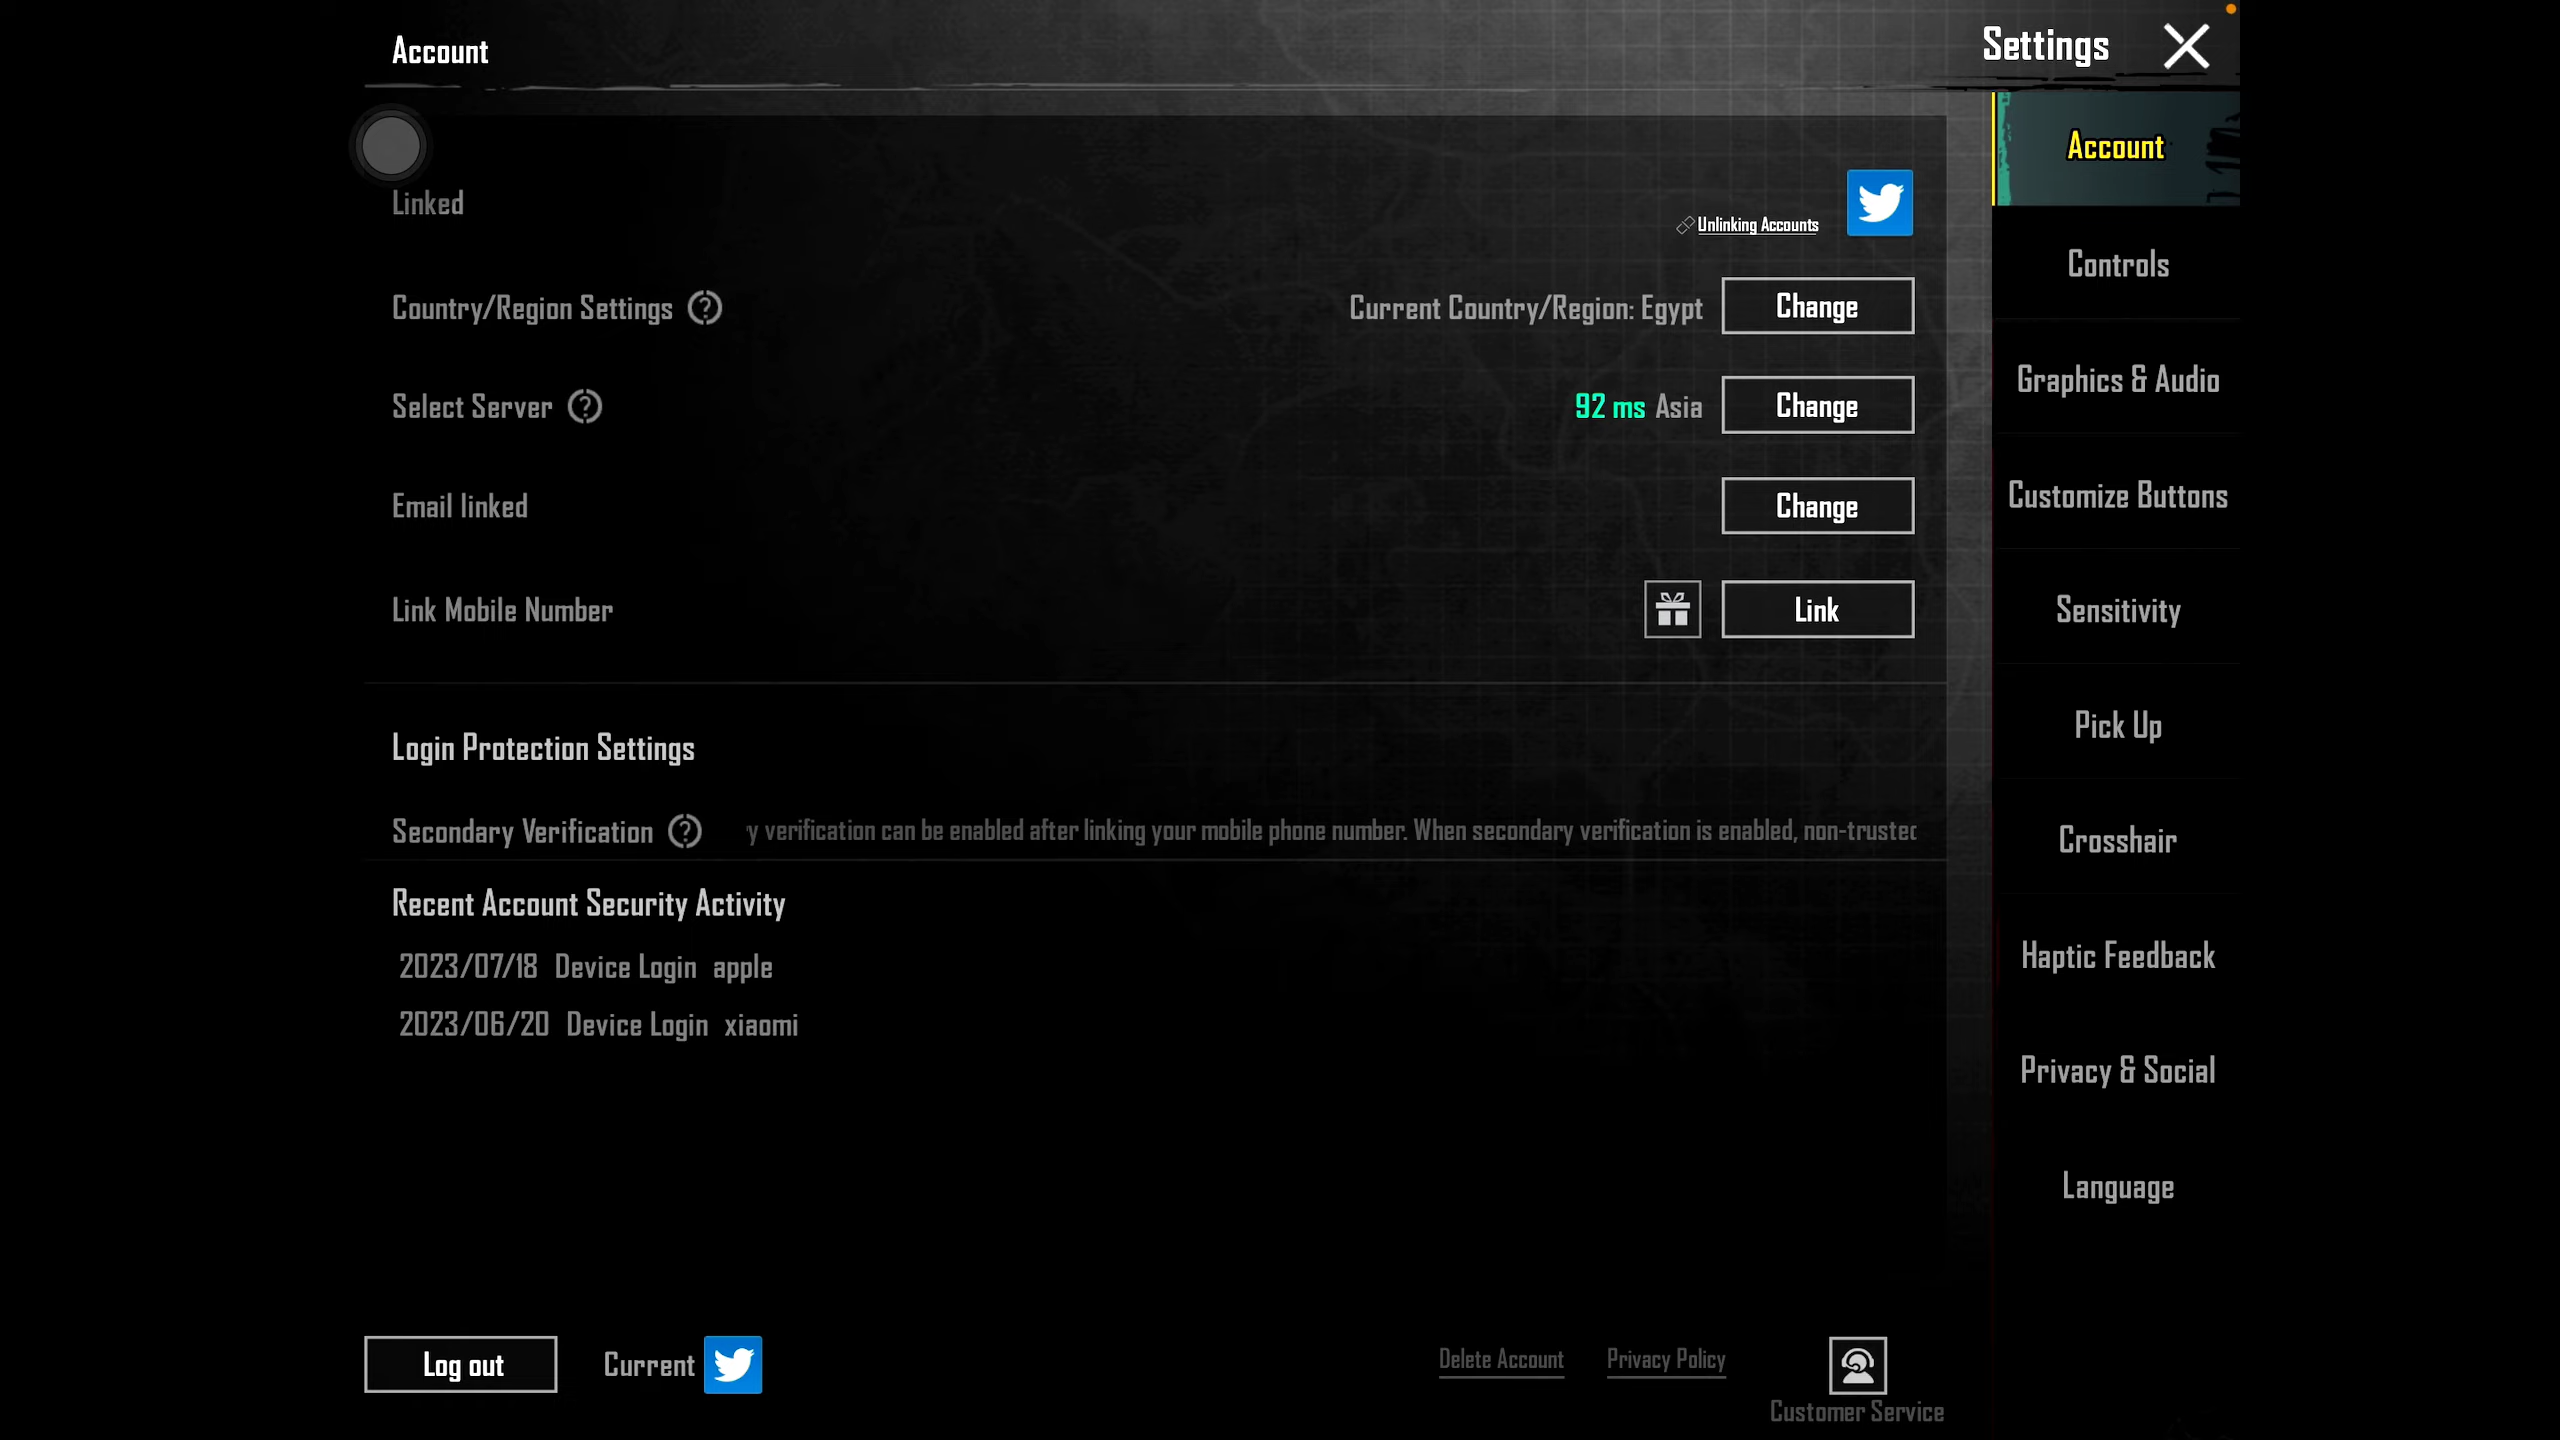 Account
Settings
Account
Linked
Unlinking Accounts
Country/Region Settings
Current Country/Region: Egypt
Change
Select Server
92 ms Asia
Change
Email linked
Change
Link Mobile Number
Link
Login Protection Settings
Secondary Verification
y verification can be enabled after linking your mobile phone number. When secondary verification is enabled, non-trusted
Recent Account Security Activity
2023/07/18 Device Login apple
2023/06/20 Device Login xiaomi
Controls
Graphics & Audio
Customize Buttons
Sensitivity
Pick Up
Crosshair
Haptic Feedback
Privacy & Social
Language
Log out
Current
Delete Account
Privacy Policy
Customer Service